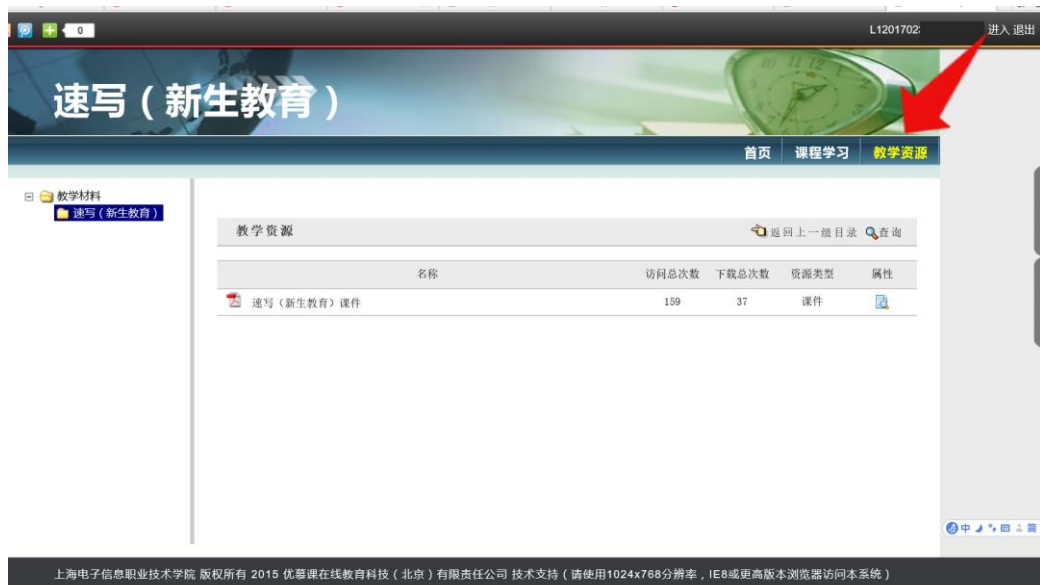 0
L1201702
进入 退出
速写（新生教育）
首页 课程学习 教学资源
教学材料
速写（新生教育）
教学资源
返回上一级目录 查询
名称 访问总次数 下载总次数 资源类型 属性
速写（新生教育）课件 159 37 课件
中 简
上海电子信息职业技术学院 版权所有 2015 优慕课在线教育科技（北京）有限责任公司 技术支持（请使用1024x768分辨率，IE8或更高版本浏览器访问本系统）